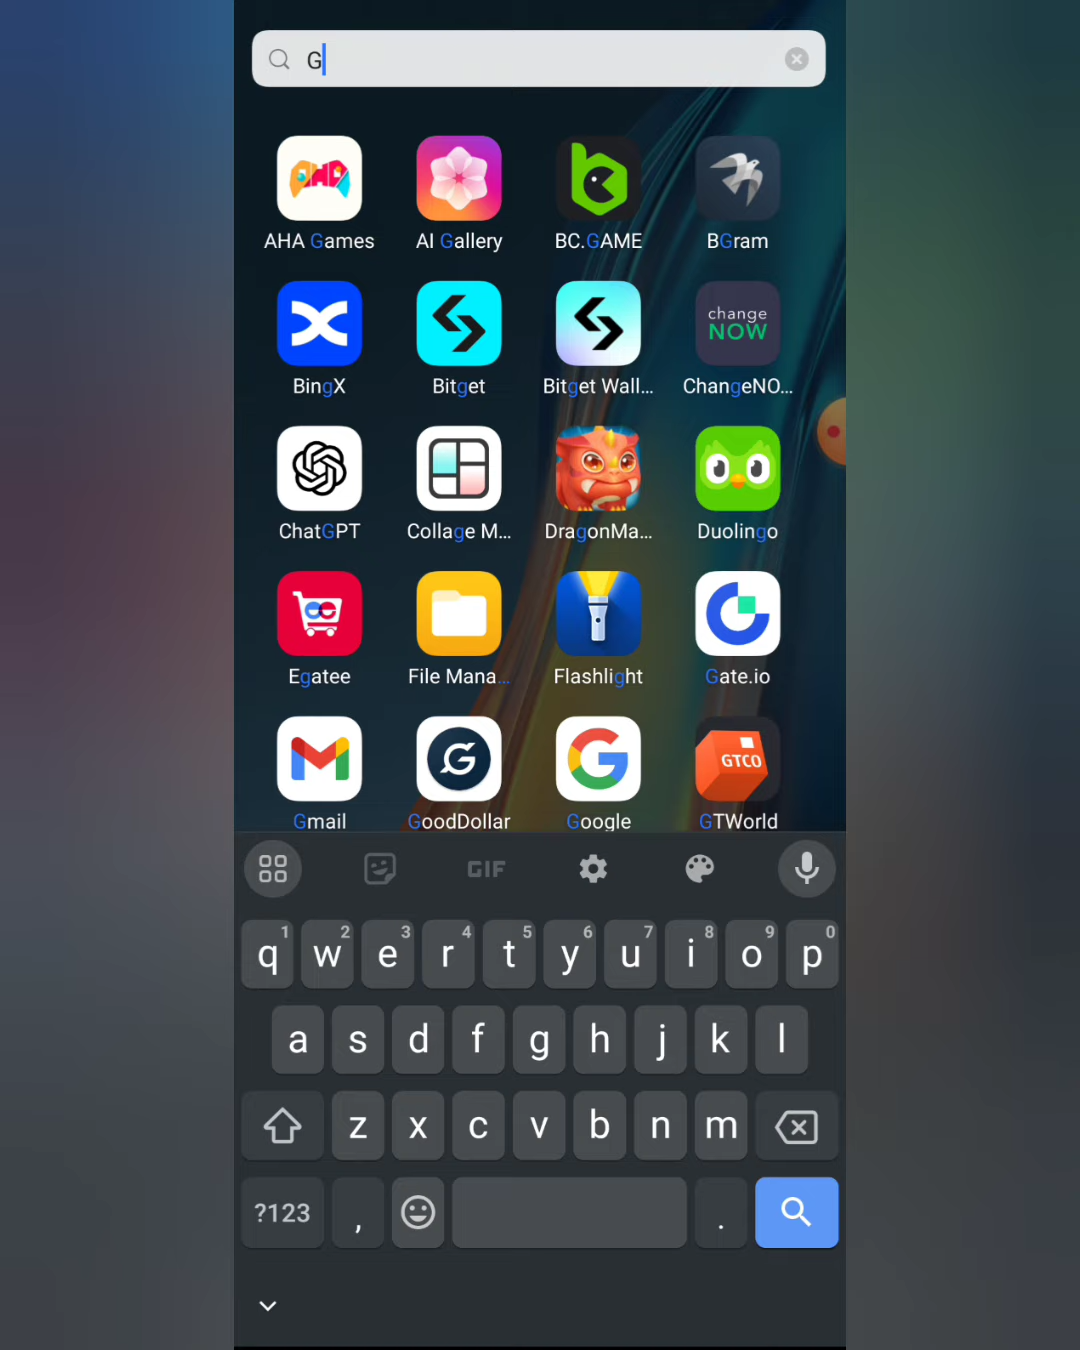 G
AHA Games AI Gallery BC.GAME BGram
change
NOW
BingX Bitget Bitget Wall... ChangeNO...
ChatGPT Collage M... DragonMa... Duolingo
Egatee File Mana... Flashlight Gate.io
GTCO
Gmail GoodDollar Google GTWorld
GIF
1 2 3 4 5 6 7 8 9 0
q w e r t y u i o p
a s d f g h j k l
z x c v b n m
?123 , .